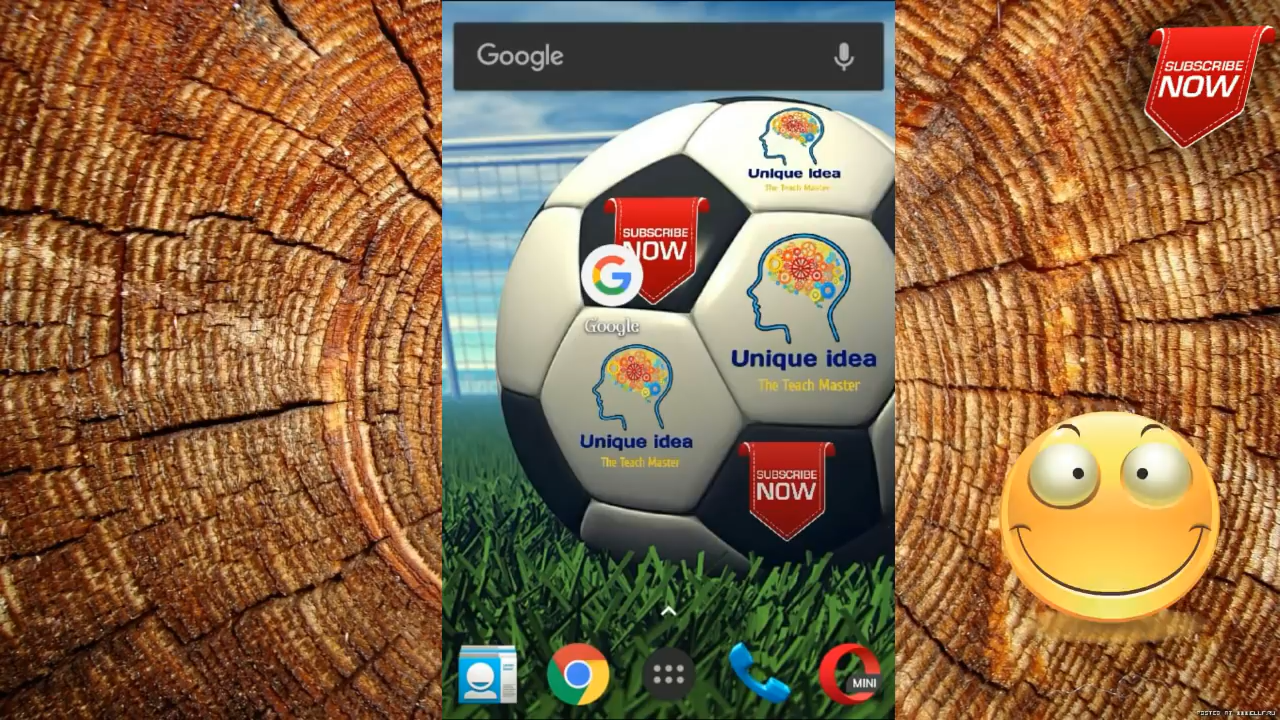 Google
SUBSCRIBE
NOW
Unique idea
The Teach Master
SUBSCRIBE
NOW
Google
Unique idea
The Teach Master
Unique idea
The Teach Master
SUBSCRIBE
NOW
MINI